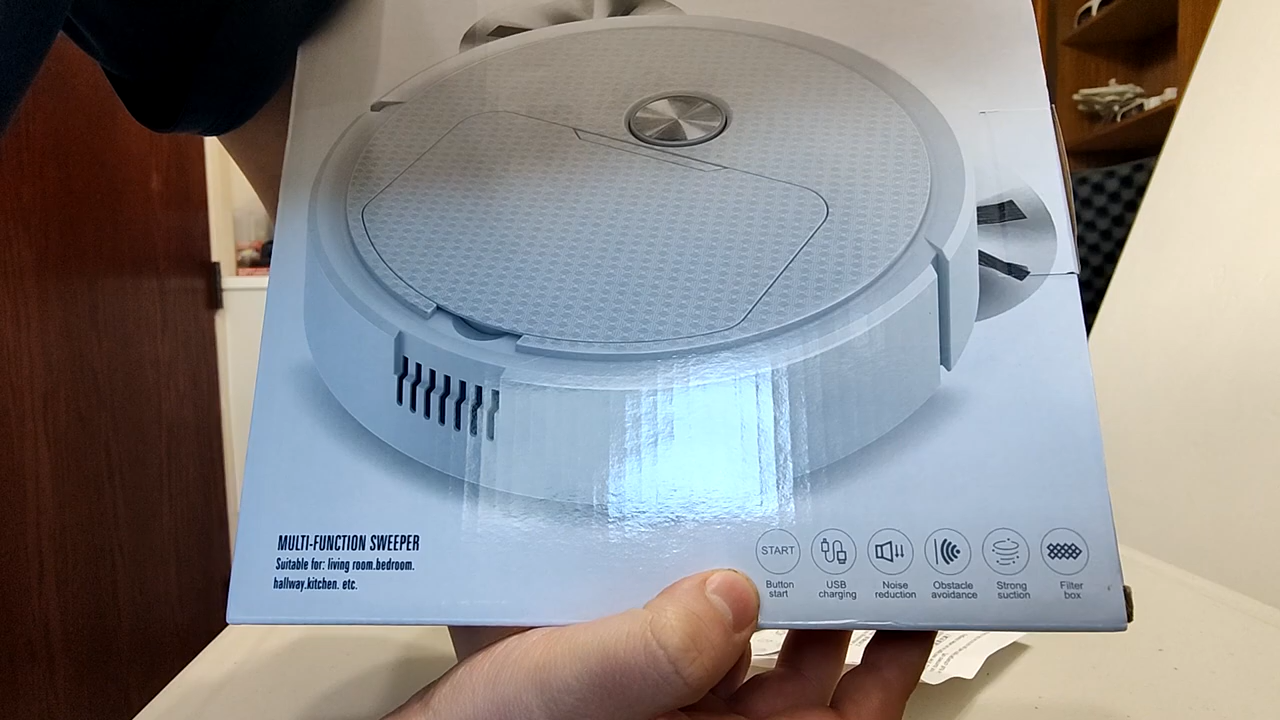 MULTI-FUNCTION SWEEPER
Suitable for: living room.bedroom.
hallway.kitchen. etc.
START
Button
start
USB
charging
Noise
reduction
Obstacle
avoidance
Strong
suction
Filter
box